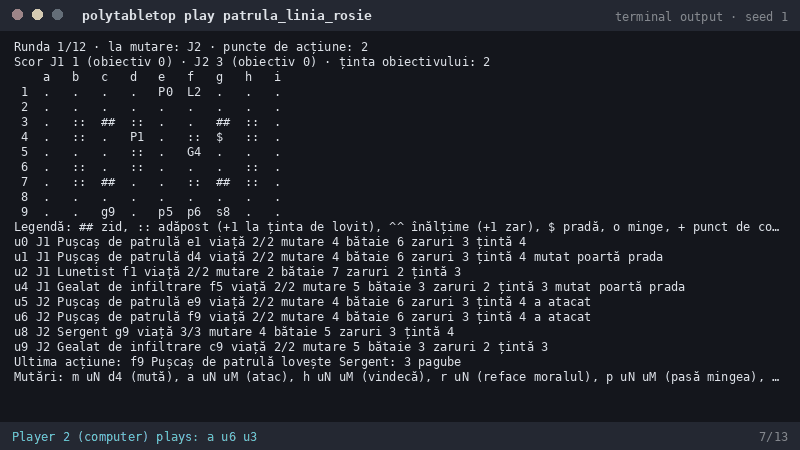 polytabletop play patrula_linia_rosie
terminal output · seed 1
Runda 1/12 · la mutare: J2 · puncte de acțiune: 2
Scor J1 1 (obiectiv 0) · J2 3 (obiectiv 0) · ținta obiectivului: 2
a b c d e f g h i
1 . . . . P0 L2 . . .
2 . . . . . . . . .
3 . :: ## :: . . ## :: .
4 . :: . P1 . :: $ :: .
5 . . . :: . G4 . . .
6 . :: . :: . . . :: .
7 . :: ## . . :: ## :: .
8 . . . . . . . . .
9 . . g9 . p5 p6 s8 . .
Legendă: ## zid, :: adăpost (+1 la ținta de lovit), ^^ înălțime (+1 zar), $ pradă, o minge, + punct de co…
u0 J1 Pușcaș de patrulă e1 viață 2/2 mutare 4 bătaie 6 zaruri 3 țintă 4
u1 J1 Pușcaș de patrulă d4 viață 2/2 mutare 4 bătaie 6 zaruri 3 țintă 4 mutat poartă prada
u2 J1 Lunetist f1 viață 2/2 mutare 2 bătaie 7 zaruri 2 țintă 3
u4 J1 Gealat de infiltrare f5 viață 2/2 mutare 5 bătaie 3 zaruri 2 țintă 3 mutat poartă prada
u5 J2 Pușcaș de patrulă e9 viață 2/2 mutare 4 bătaie 6 zaruri 3 țintă 4 a atacat
u6 J2 Pușcaș de patrulă f9 viață 2/2 mutare 4 bătaie 6 zaruri 3 țintă 4 a atacat
u8 J2 Sergent g9 viață 3/3 mutare 4 bătaie 5 zaruri 3 țintă 4
u9 J2 Gealat de infiltrare c9 viață 2/2 mutare 5 bătaie 3 zaruri 2 țintă 3
Ultima acțiune: f9 Pușcaș de patrulă lovește Sergent: 3 pagube
Mutări: m uN d4 (mută), a uN uM (atac), h uN uM (vindecă), r uN (reface moralul), p uN uM (pasă mingea), …
Player 2 (computer) plays: a u6 u3
7/13